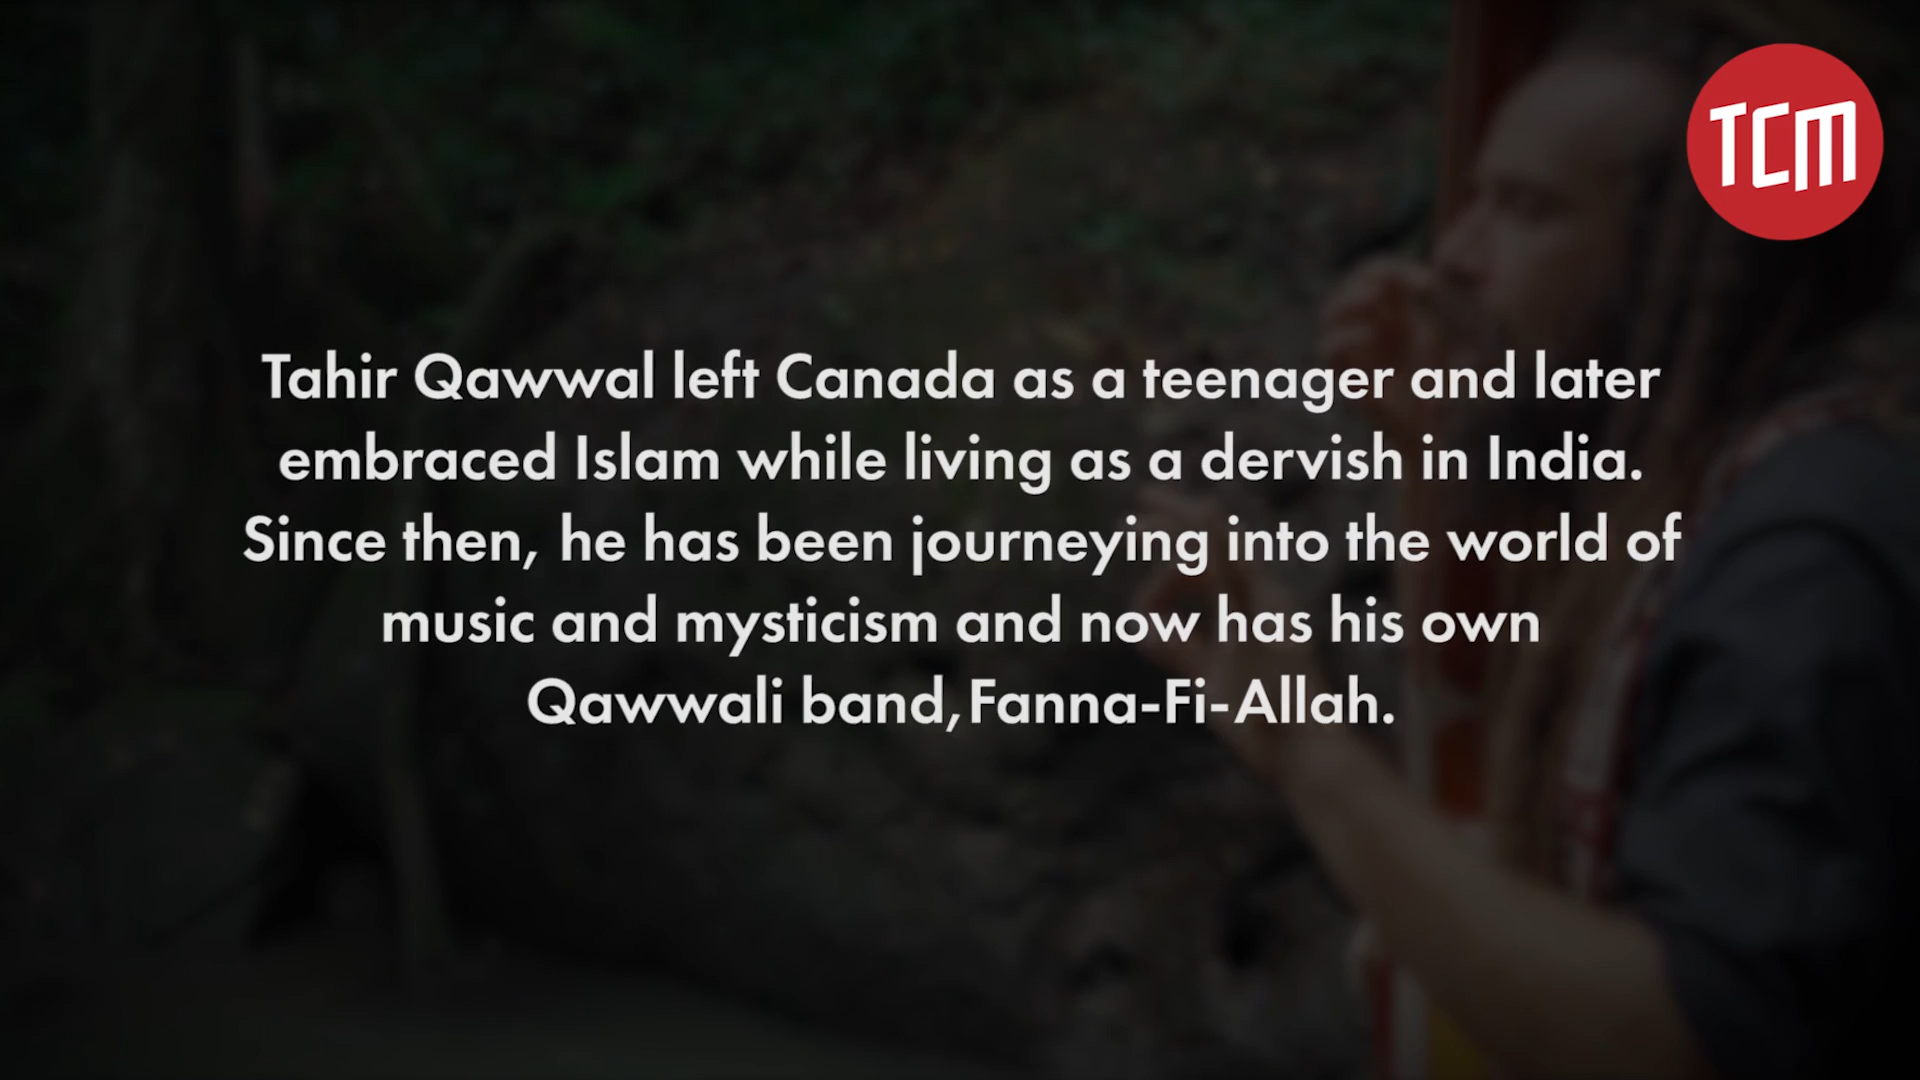 TCM
Tahir Qawwal left Canada as a teenager and later
embraced Islam while living as a dervish in India.
Since then, he has been journeying into the world of
music and mysticism and now has his own
Qawwali band,Fanna-Fi-Allah.